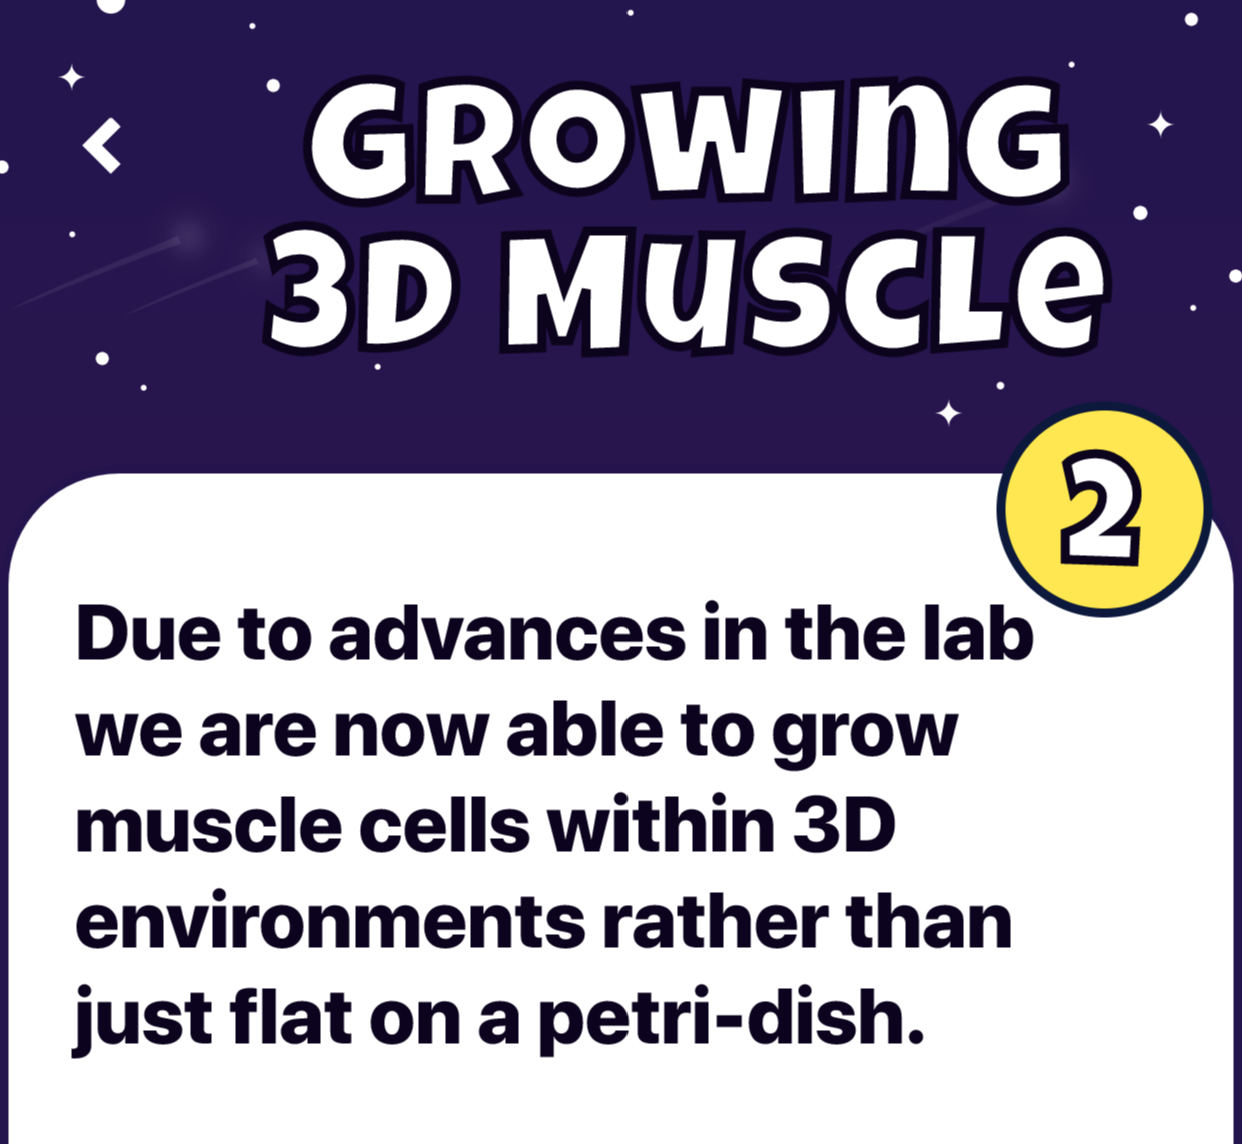 GROWING
3D MUSCLE
2
Due to advances in the lab
we are now able to grow
muscle cells within 3D
environments rather than
just flat on a petri-dish.